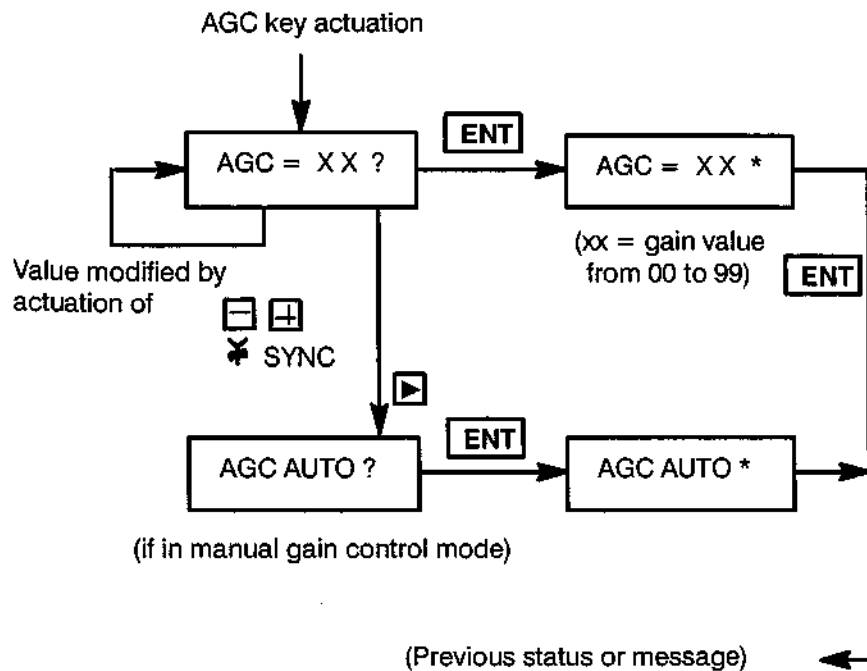 AGC key actuation
AGC = XX ?
ENT
AGC = XX *
(xx = gain value
from 00 to 99)
ENT
Value modified by
actuation of
− +
* SYNC
▶
AGC AUTO ?
ENT
AGC AUTO *
(if in manual gain control mode)
(Previous status or message)